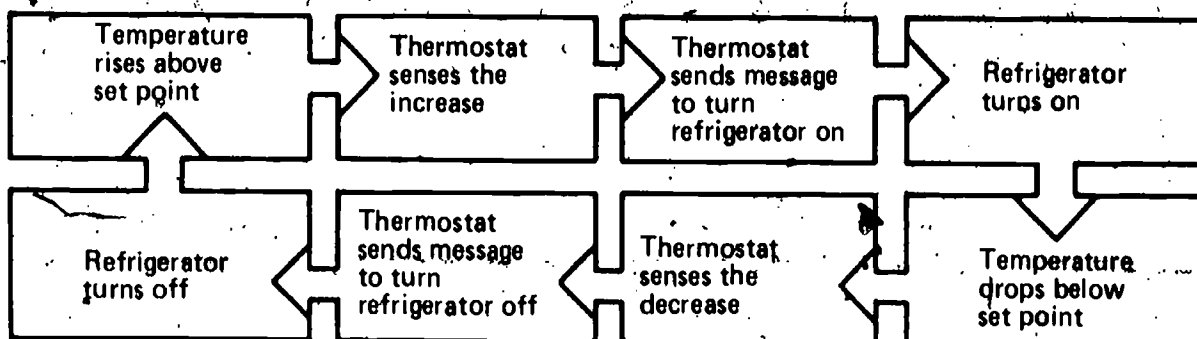 Temperature
rises above
set point
Thermostat
senses the
increase
Thermostat
sends message
to turn
refrigerator on
Refrigerator
turns on
Temperature
drops below
set point
Thermostat
senses the
decrease
Thermostat
sends message
to turn
refrigerator off
Refrigerator
turns off